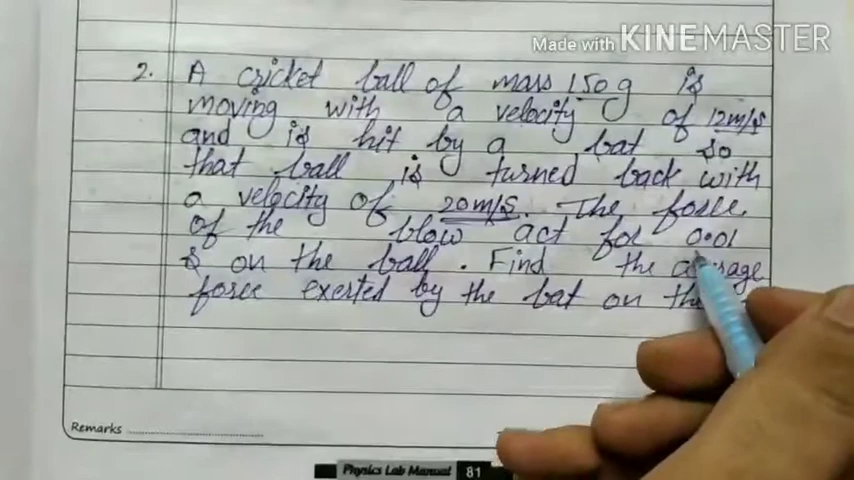 Made with KINEMASTER
2. A cricket ball of mass 150 g is
moving with a velocity of 12m/s
and is hit by a bat so
that ball is turned back with
a velocity of 20m/s. The force
of the blow act for 0.01
s on the ball. Find the average
force exerted by the bat on the
Remarks
Physics Lab Manual 81